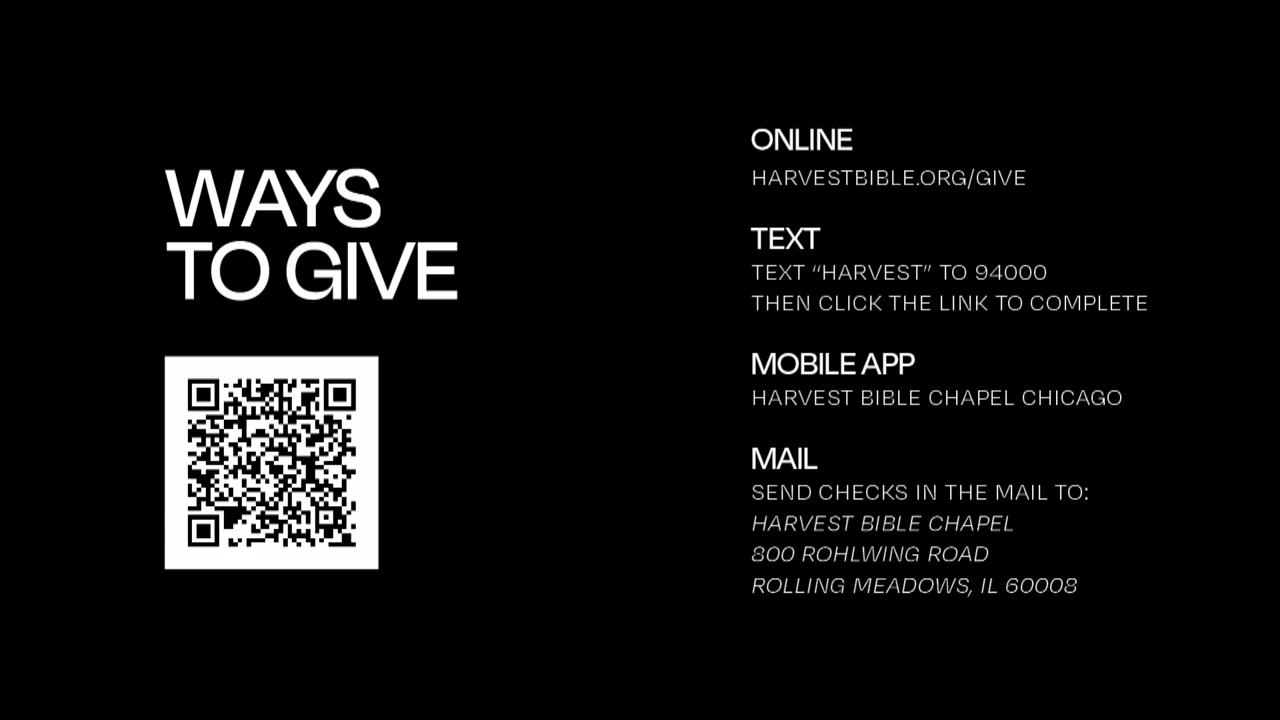 WAYS
TO GIVE
ONLINE
HARVESTBIBLE.ORG/GIVE
TEXT
TEXT “HARVEST” TO 94000
THEN CLICK THE LINK TO COMPLETE
MOBILE APP
HARVEST BIBLE CHAPEL CHICAGO
MAIL
SEND CHECKS IN THE MAIL TO:
HARVEST BIBLE CHAPEL
800 ROHLWING ROAD
ROLLING MEADOWS, IL 60008